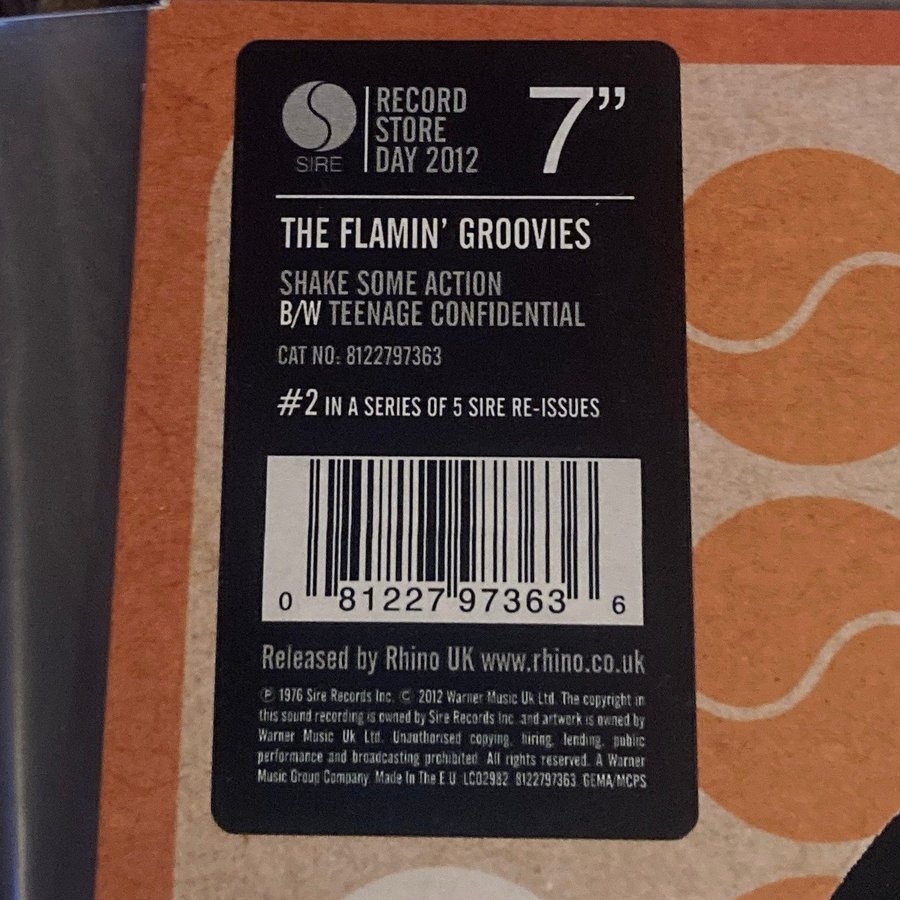 SIRE
RECORD
STORE
DAY 2012
7”
THE FLAMIN’ GROOVIES
SHAKE SOME ACTION
B/W TEENAGE CONFIDENTIAL
CAT NO: 8122797363
#2 IN A SERIES OF 5 SIRE RE-ISSUES
0 81227 97363 6
Released by Rhino UK www.rhino.co.uk
℗ 1976 Sire Records Inc. © 2012 Warner Music Uk Ltd. The copyright in
this sound recording is owned by Sire Records Inc. and artwork is owned by
Warner Music Uk Ltd. Unauthorised copying, hiring, lending, public
performance and broadcasting prohibited. All rights reserved. A Warner
Music Group Company. Made In The E.U. LC02982. 8122797363. GEMA/MCPS